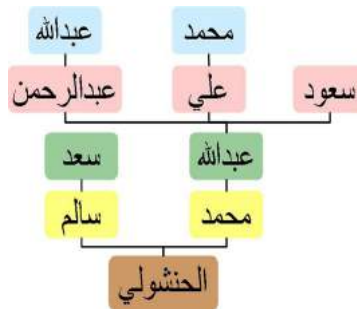 محمد عبدالله
سعود علي عبدالرحمن
عبدالله سعد
محمد سالم
الحنشولي